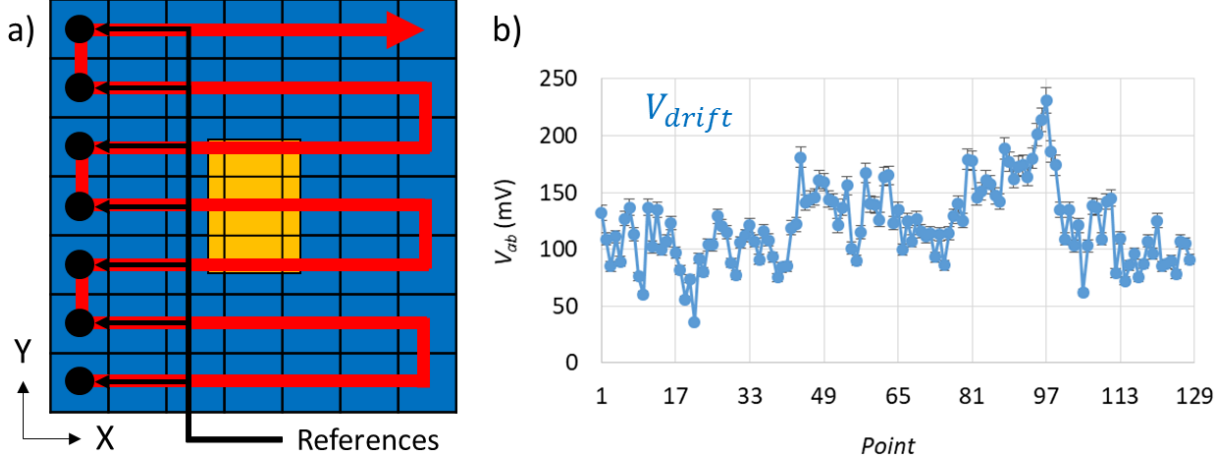 a)
Y
X
References
b)
V_drift
250
200
150
100
50
0
V_ab (mV)
1 17 33 49 65 81 97 113 129
Point